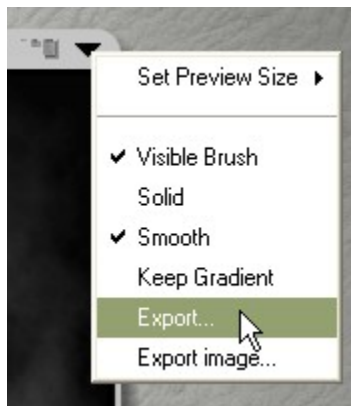 Set Preview Size
Visible Brush
Solid
Smooth
Keep Gradient
Export...
Export image...